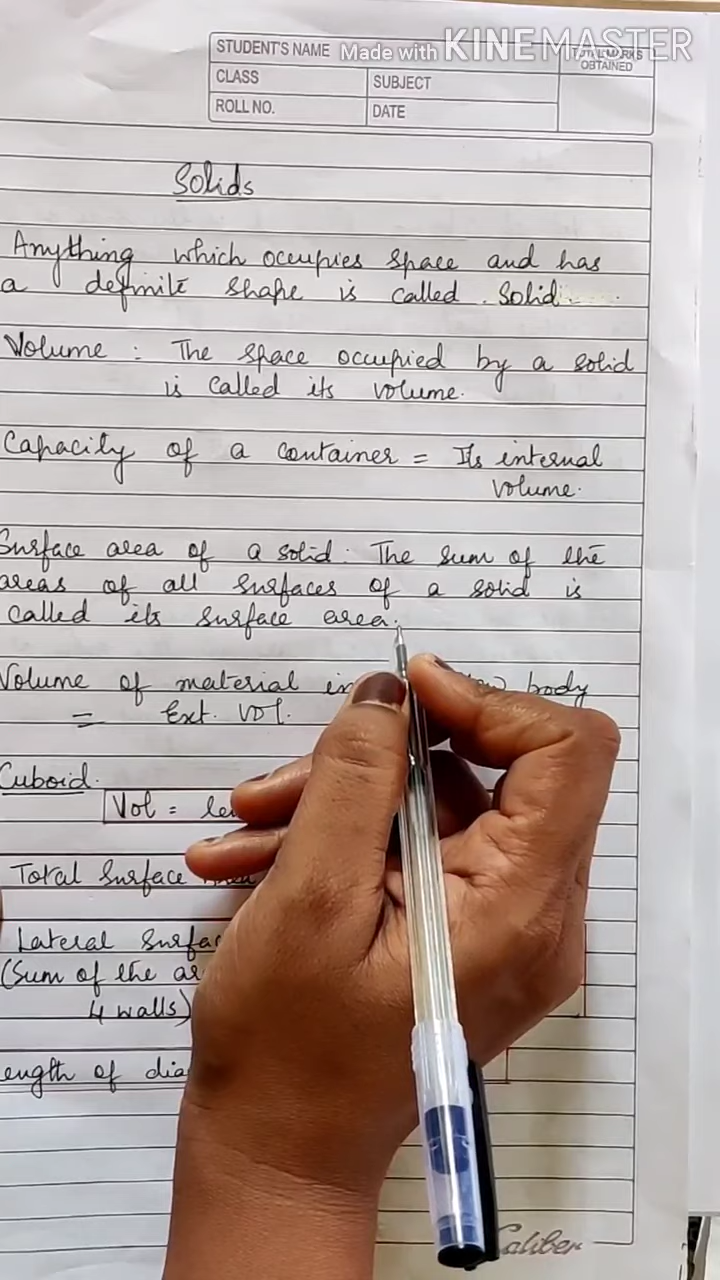 STUDENT'S NAME
Made with KINEMASTER
TOTAL MARKS
OBTAINED
CLASS
SUBJECT
ROLL NO.
DATE
Solids
Anything which occupies space and has
a definite shape is called solid.
Volume : The space occupied by a solid
is called its volume.
Capacity of a container = Its internal
volume.
Surface area of a solid: The sum of the
areas of all surfaces of a solid is
called its surface area.
Volume of material in body
= Ext. Vol.
Cuboid.
Vol =
Total Surface
Lateral
(Sum of the
4 walls)
of
Caliber